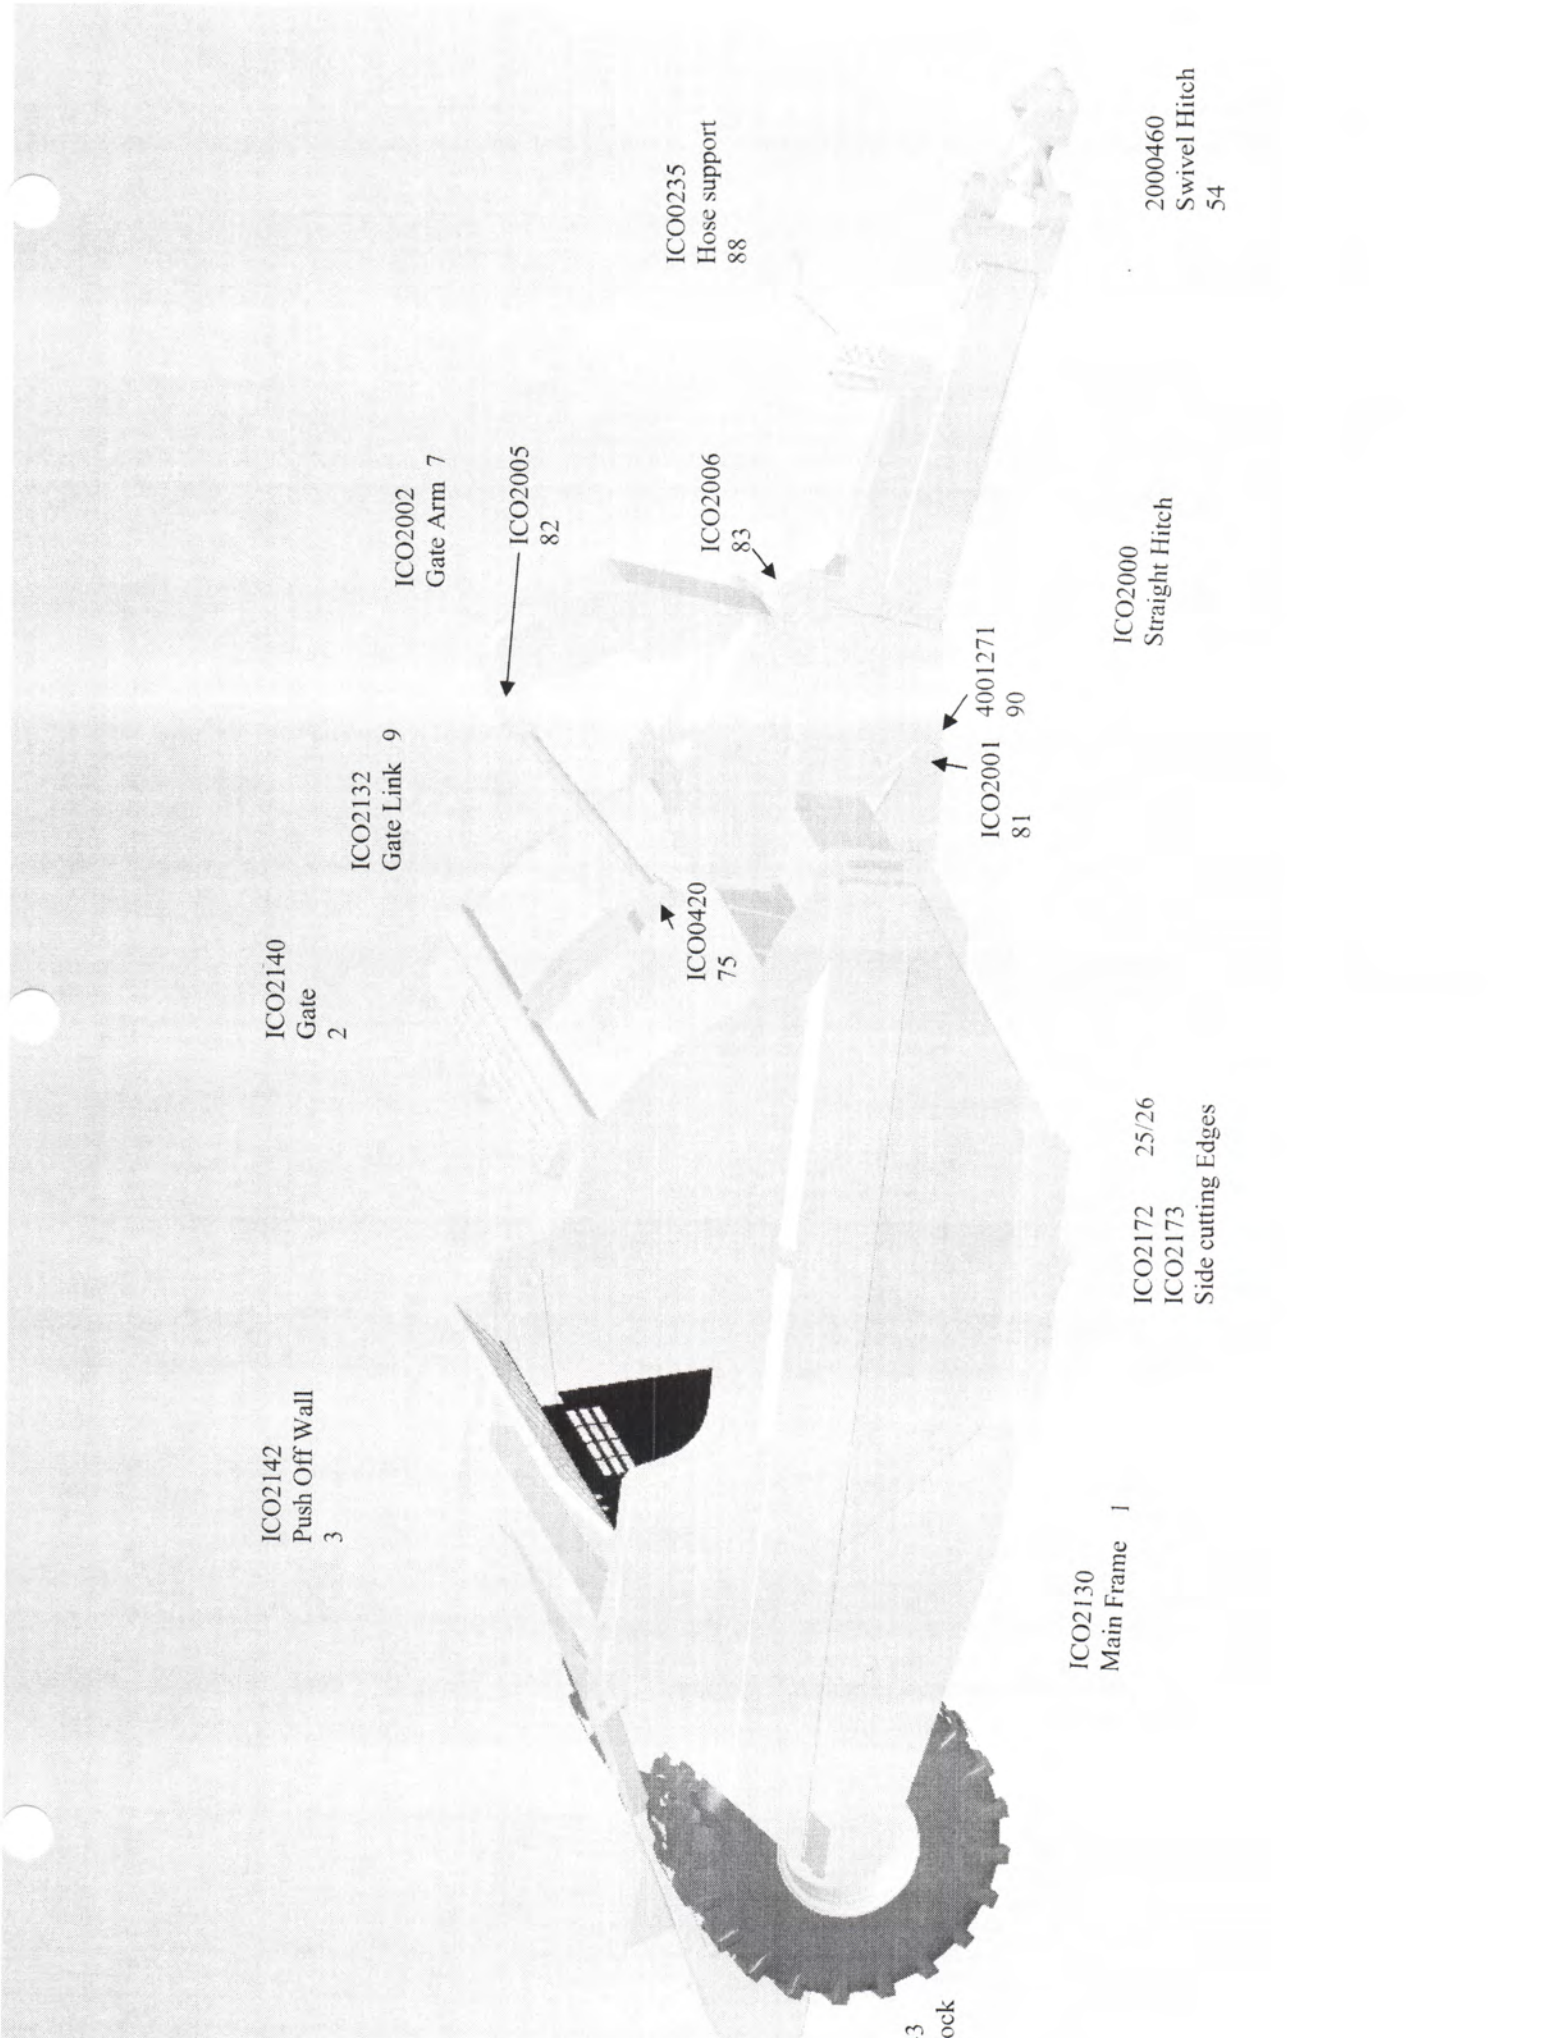 ICO2142
Push Off Wall
3
ICO2140
Gate
2
ICO2132
Gate Link 9
ICO2002
Gate Arm 7
ICO2005
82
ICO0235
Hose support
88
ICO2006
83
ICO0420
75
4001271
90
ICO2001
81
ICO2130
Main Frame 1
ICO2172 25/26
ICO2173
Side cutting Edges
ICO2000
Straight Hitch
2000460
Swivel Hitch
54
3
ock